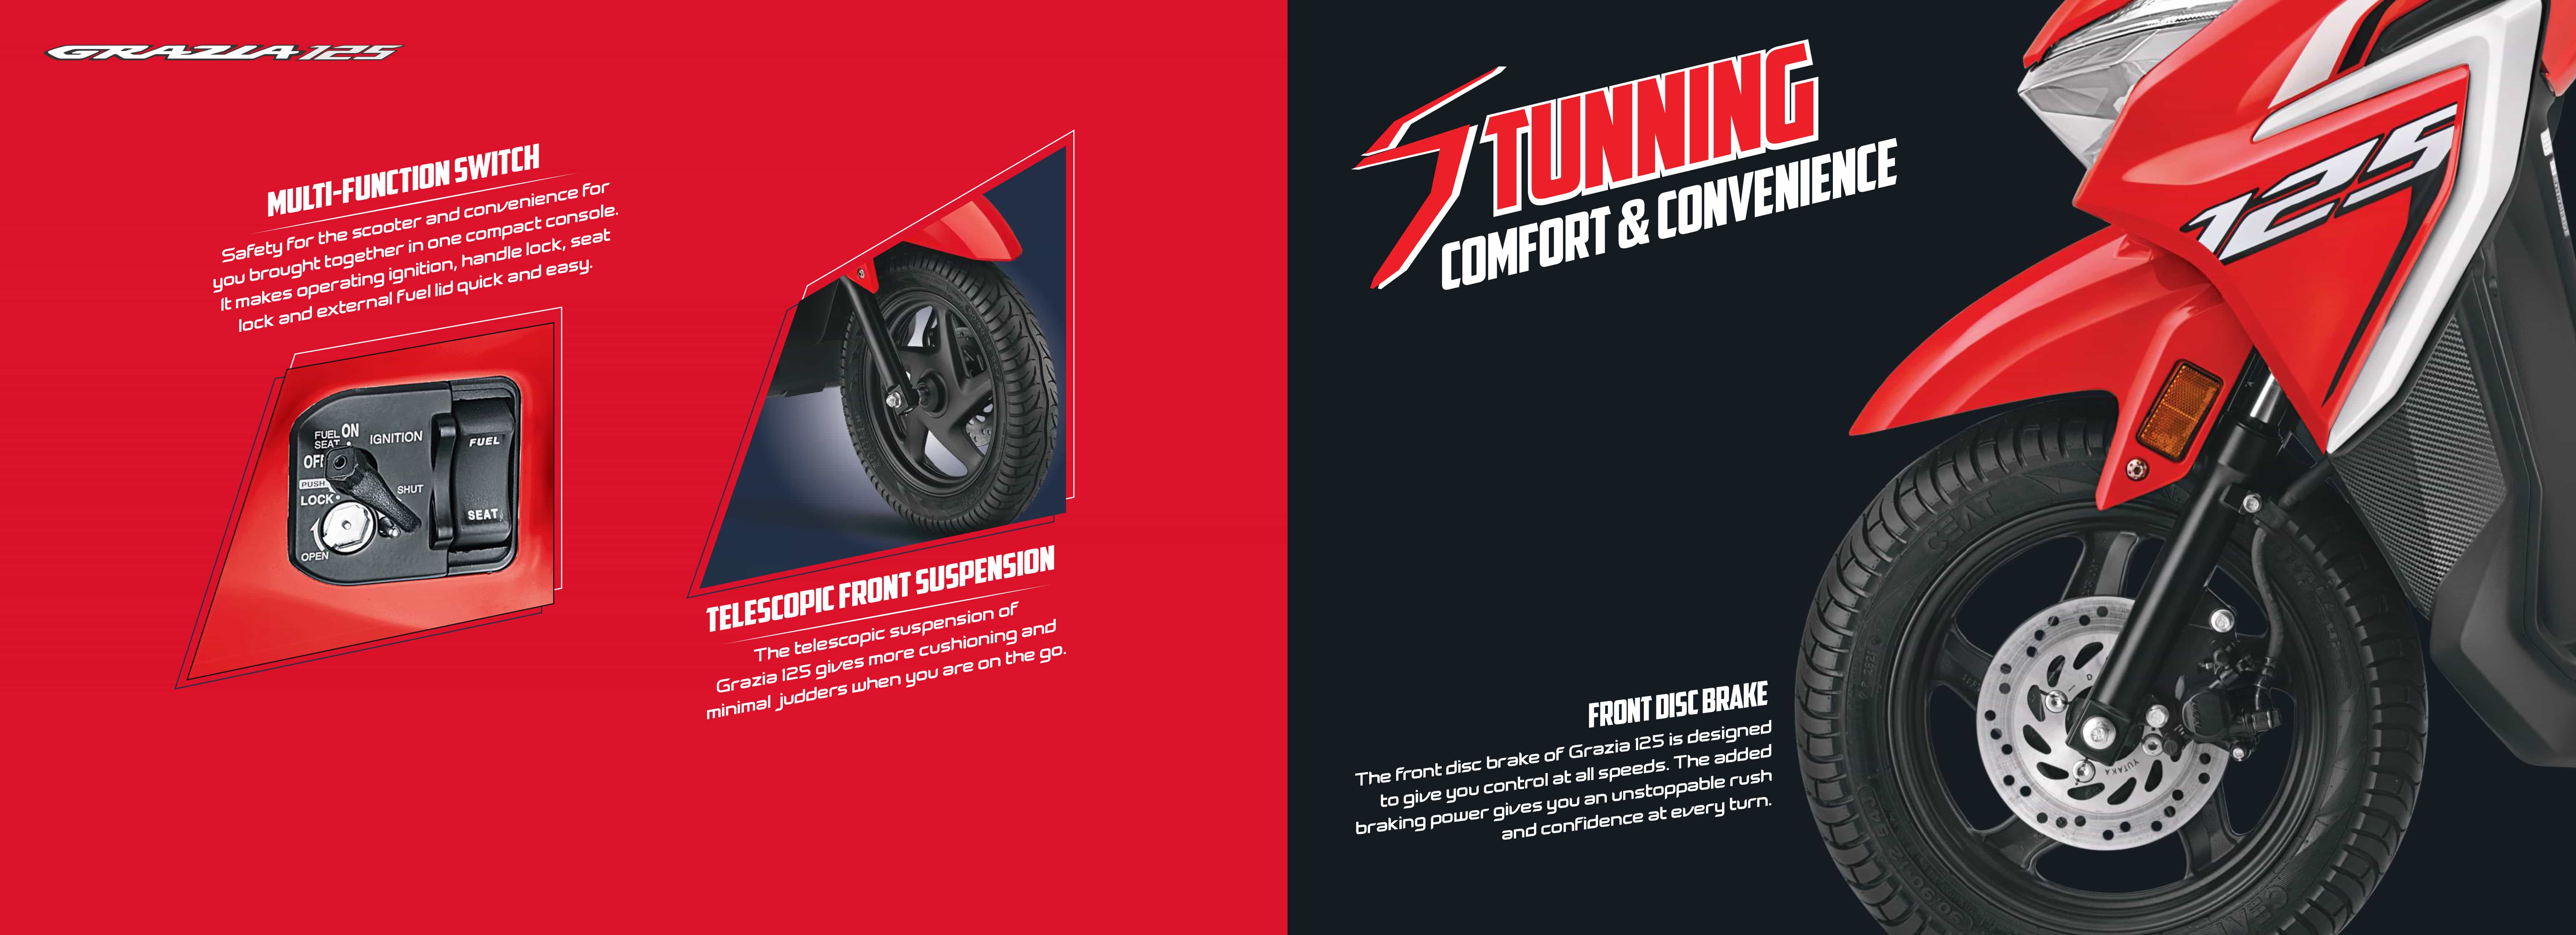 GRAZIA 125
MULTI-FUNCTION SWITCH
Safety for the scooter and convenience for
you brought together in one compact console.
It makes operating ignition, handle lock, seat
lock and external fuel lid quick and easy.
FUEL
SEAT
ON
IGNITION
OFF
PUSH
LOCK
SHUT
OPEN
FUEL
SEAT
TELESCOPIC FRONT SUSPENSION
The telescopic suspension of
Grazia 125 gives more cushioning and
minimal judders when you are on the go.
STUNNING
COMFORT & CONVENIENCE
125
FRONT DISC BRAKE
The front disc brake of Grazia 125 is designed
to give you control at all speeds. The added
braking power gives you an unstoppable rush
and confidence at every turn.
CEAT
YUTAKA
CEAT